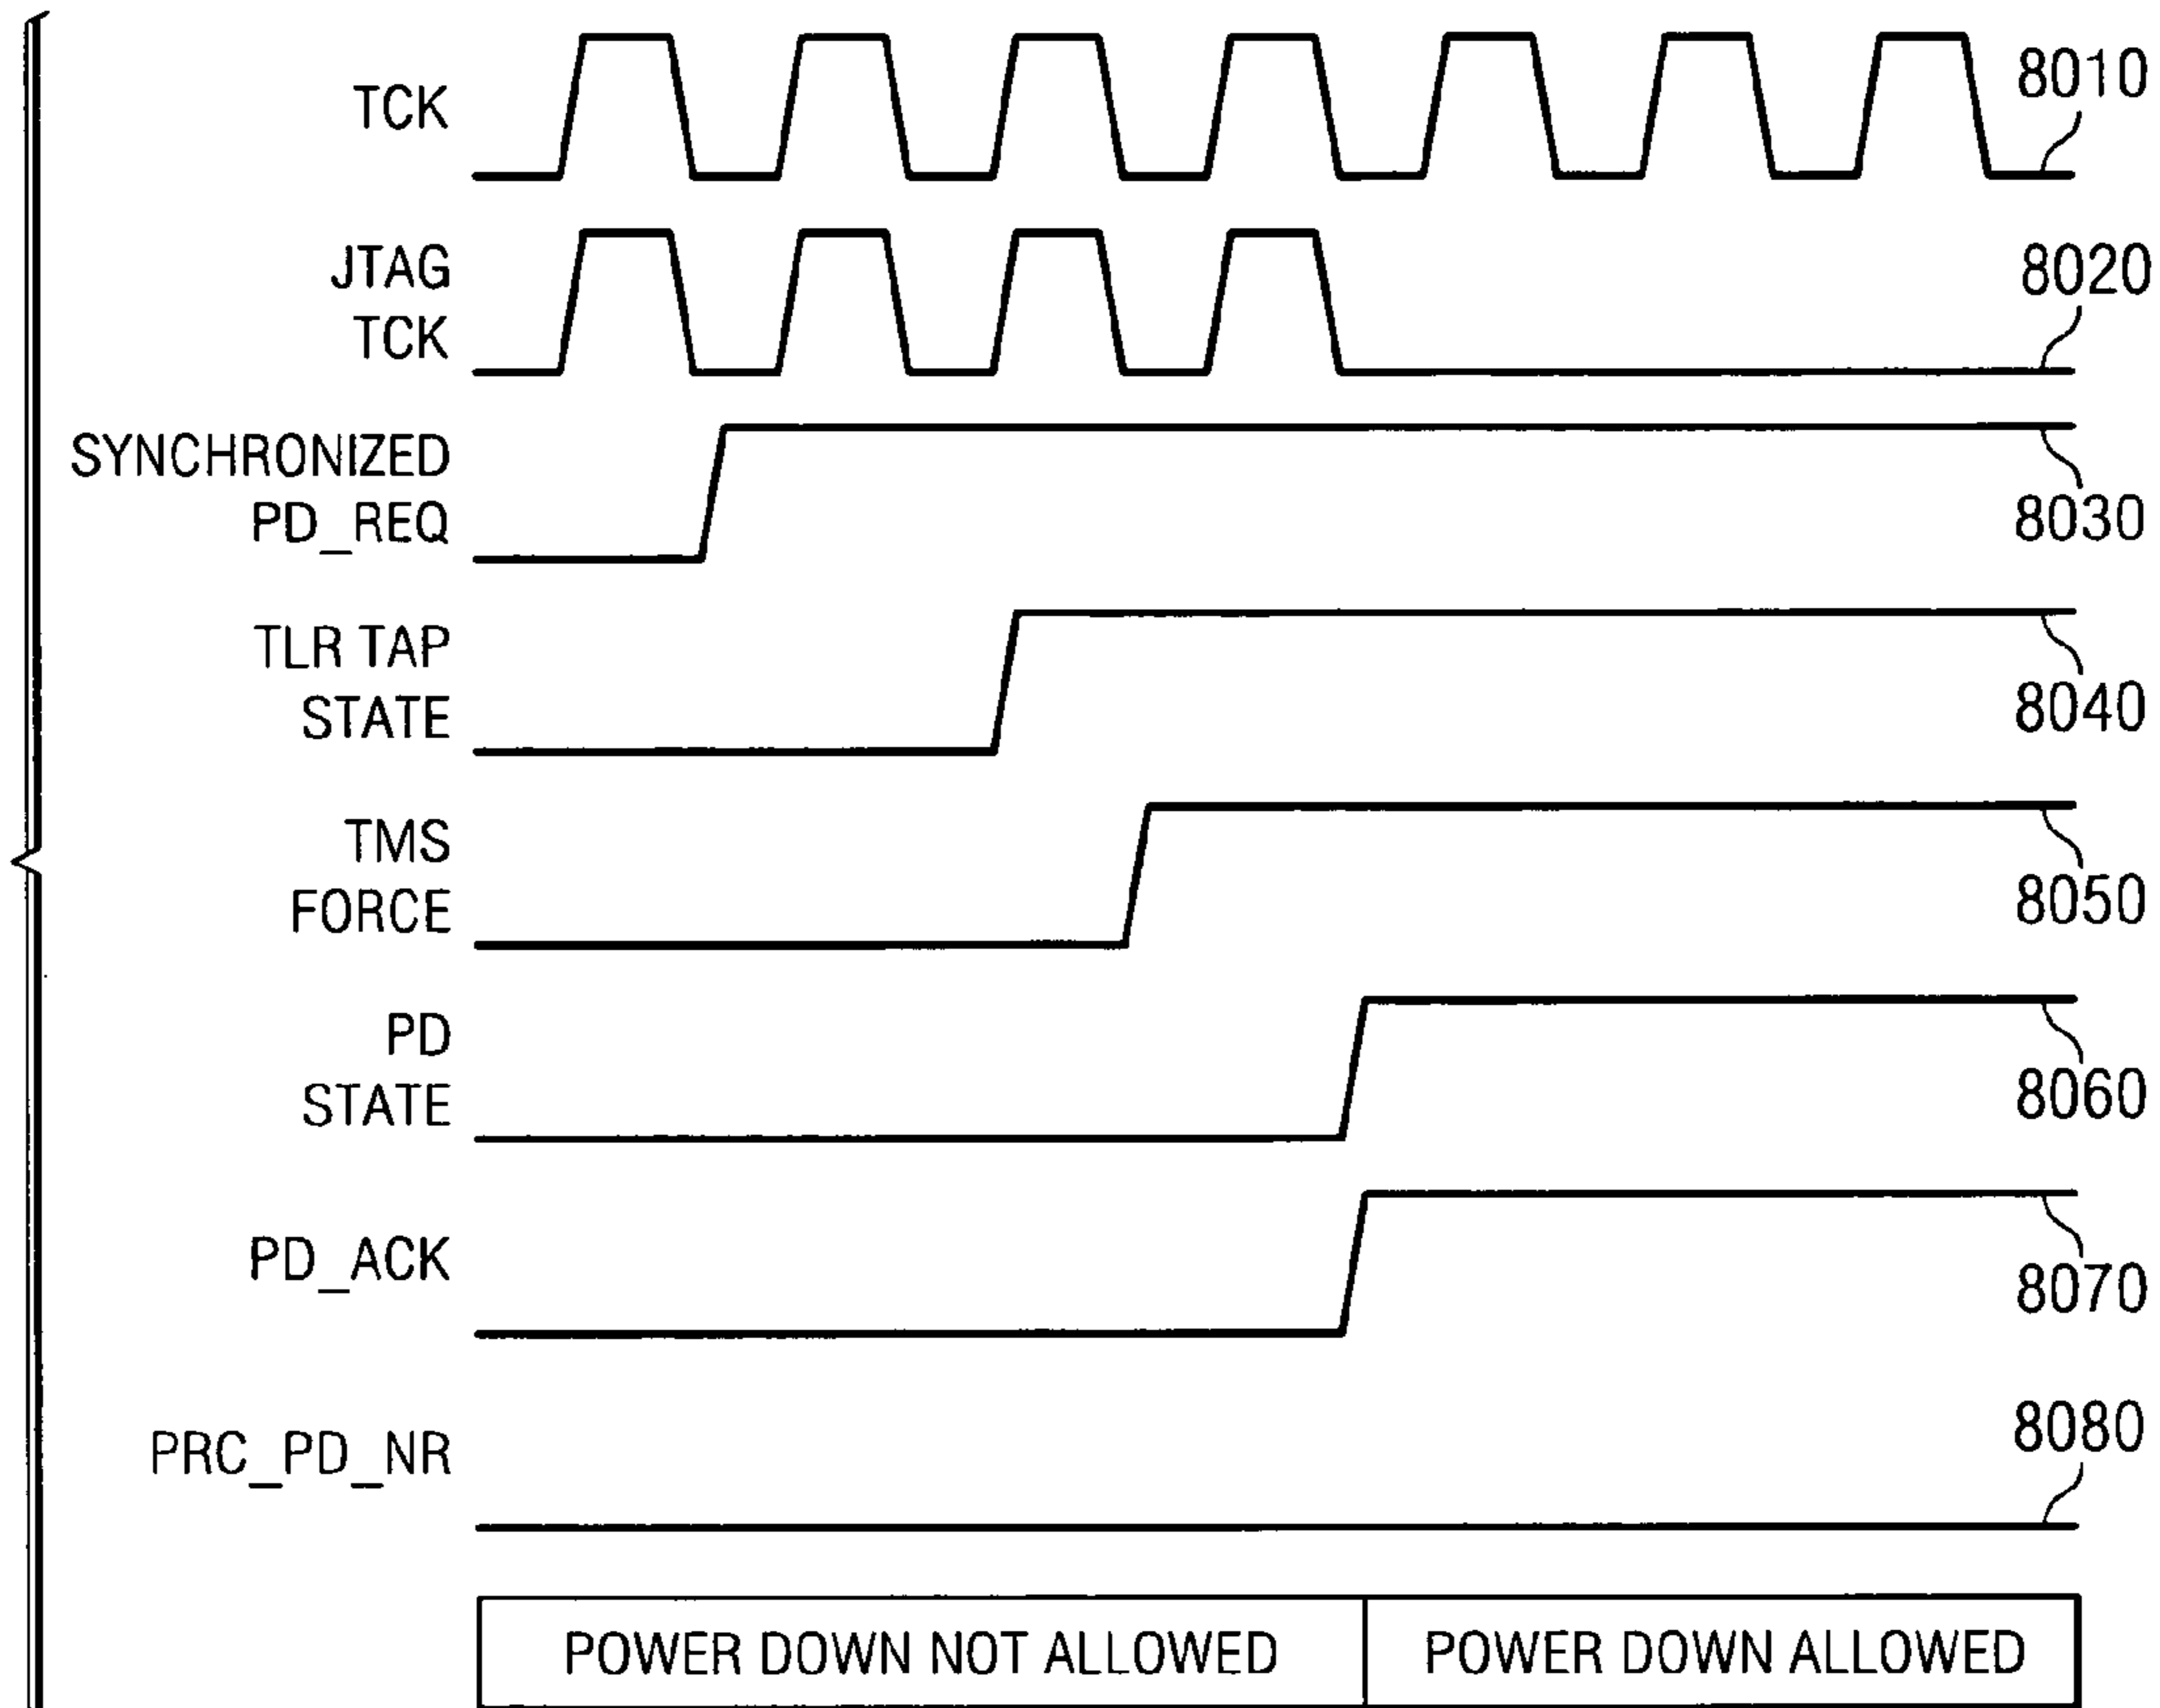 TCK
8010
JTAG
TCK
8020
SYNCHRONIZED
PD_REQ
8030
TLR TAP
STATE
8040
TMS
FORCE
8050
PD
STATE
8060
PD_ACK
8070
PRC_PD_NR
8080
POWER DOWN NOT ALLOWED
POWER DOWN ALLOWED